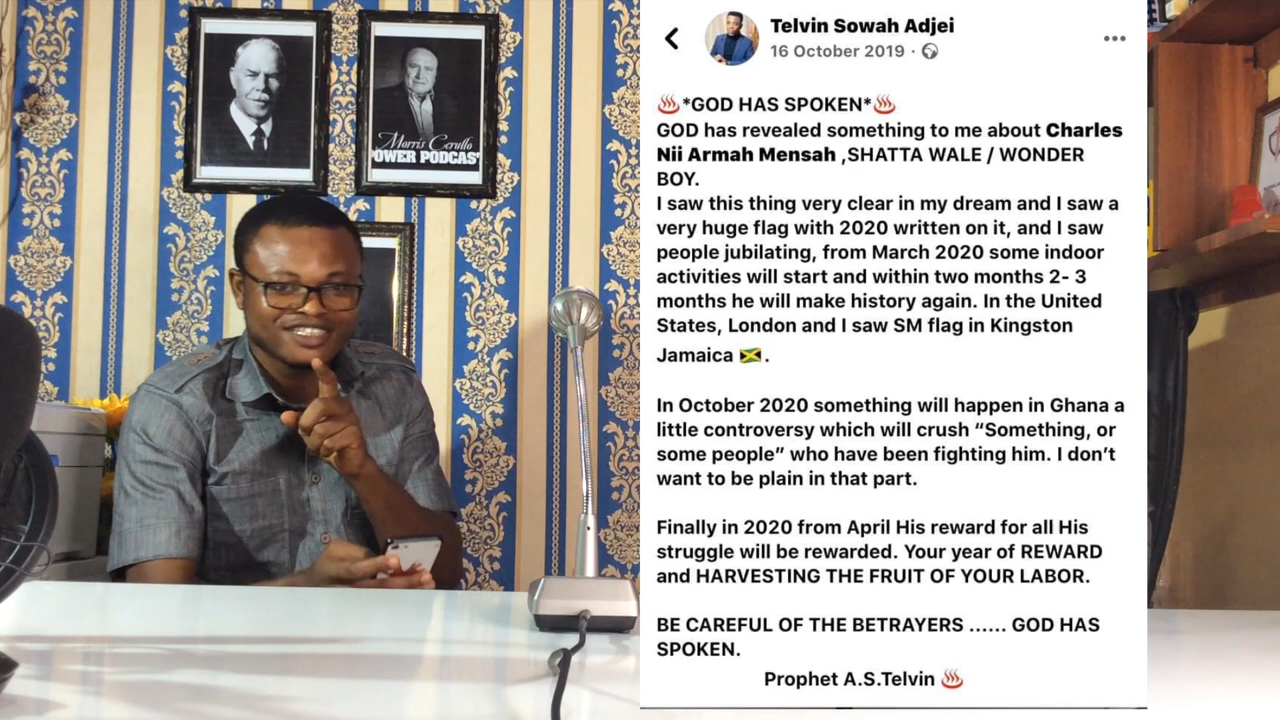 Morris Cerullo
POWER PODCAS'
Telvin Sowah Adjei
16 October 2019 ·
♨️*GOD HAS SPOKEN*♨️
GOD has revealed something to me about Charles
Nii Armah Mensah ,SHATTA WALE / WONDER
BOY.
I saw this thing very clear in my dream and I saw a
very huge flag with 2020 written on it, and I saw
people jubilating, from March 2020 some indoor
activities will start and within two months 2- 3
months he will make history again. In the United
States, London and I saw SM flag in Kingston
Jamaica 🇯🇲.
In October 2020 something will happen in Ghana a
little controversy which will crush “Something, or
some people” who have been fighting him. I don’t
want to be plain in that part.
Finally in 2020 from April His reward for all His
struggle will be rewarded. Your year of REWARD
and HARVESTING THE FRUIT OF YOUR LABOR.
BE CAREFUL OF THE BETRAYERS ...... GOD HAS
SPOKEN.
Prophet A.S.Telvin ♨️